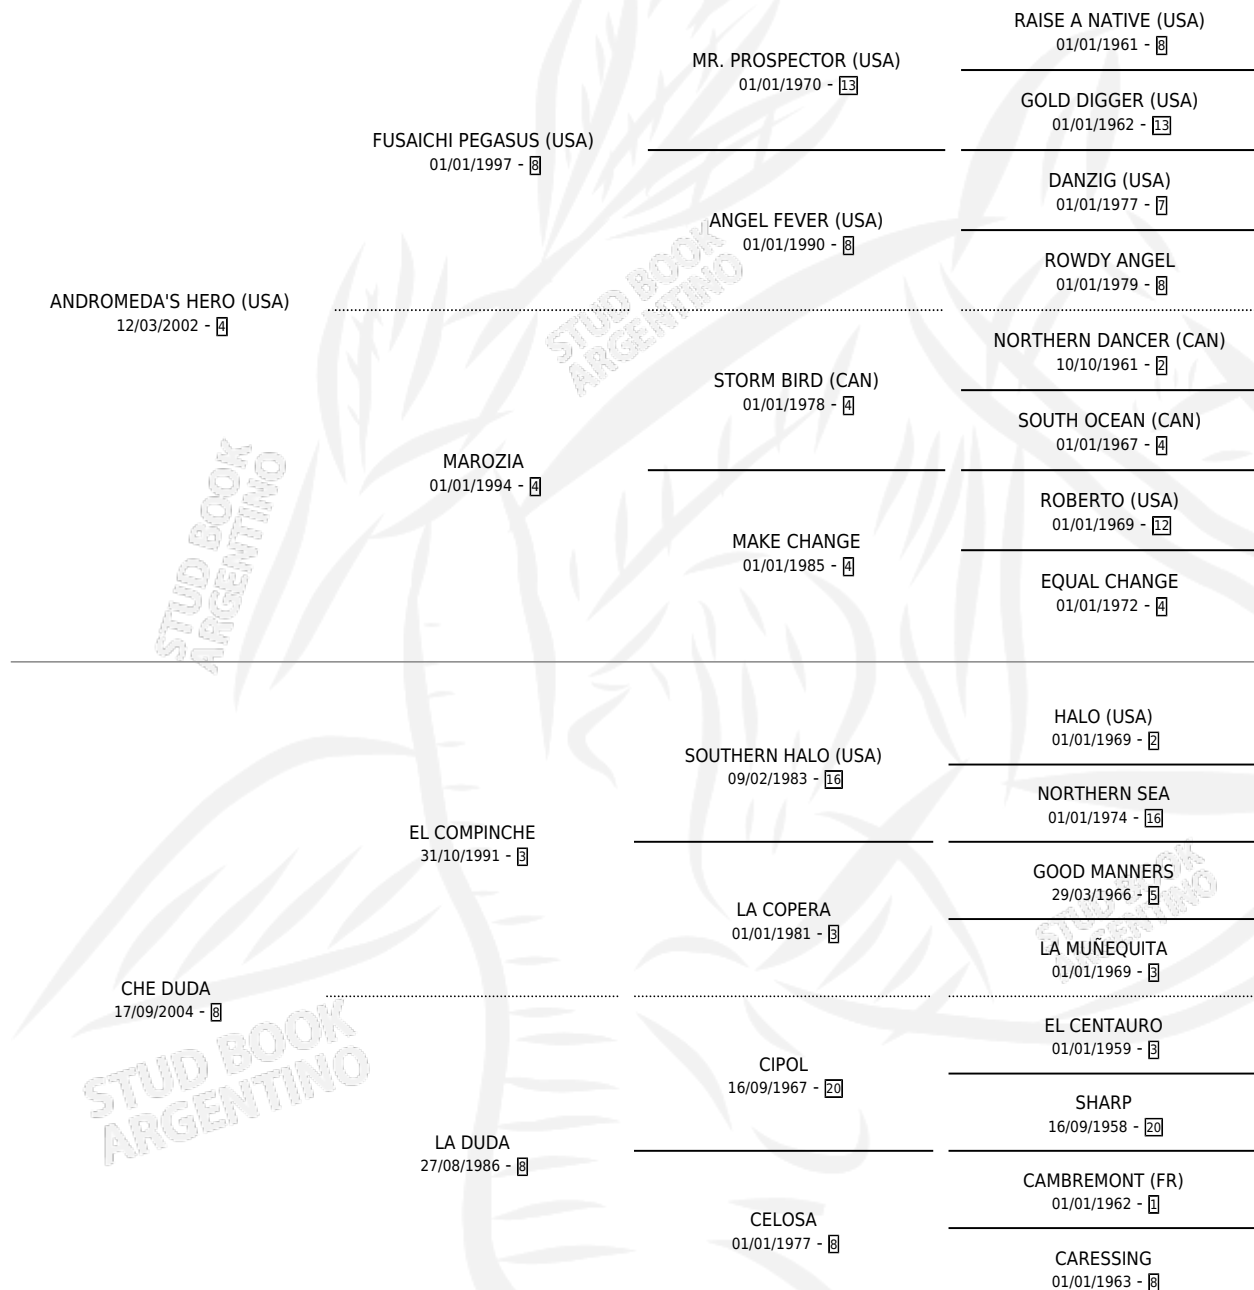 RAISE A NATIVE (USA)
01/01/1961 - 8
MR. PROSPECTOR (USA)
01/01/1970 - 13
GOLD DIGGER (USA)
01/01/1962 - 13
FUSAICHI PEGASUS (USA)
01/01/1997 - 8
DANZIG (USA)
01/01/1977 - 7
ANGEL FEVER (USA)
01/01/1990 - 8
ROWDY ANGEL
01/01/1979 - 8
ANDROMEDA'S HERO (USA)
12/03/2002 - 4
NORTHERN DANCER (CAN)
10/10/1961 - 2
STORM BIRD (CAN)
01/01/1978 - 4
SOUTH OCEAN (CAN)
01/01/1967 - 4
MAROZIA
01/01/1994 - 4
ROBERTO (USA)
01/01/1969 - 12
MAKE CHANGE
01/01/1985 - 4
EQUAL CHANGE
01/01/1972 - 4
HALO (USA)
01/01/1969 - 2
SOUTHERN HALO (USA)
09/02/1983 - 16
NORTHERN SEA
01/01/1974 - 16
EL COMPINCHE
31/10/1991 - 3
GOOD MANNERS
29/03/1966 - 5
LA COPERA
01/01/1981 - 3
LA MUÑEQUITA
01/01/1969 - 3
CHE DUDA
17/09/2004 - 8
EL CENTAURO
01/01/1959 - 3
CIPOL
16/09/1967 - 20
SHARP
16/09/1958 - 20
LA DUDA
27/08/1986 - 8
CAMBREMONT (FR)
01/01/1962 - 1
CELOSA
01/01/1977 - 8
CARESSING
01/01/1963 - 8
STUD BOOK
ARGENTINO
STUD BOOK
ARGENTINO
STUD BOOK
ARGENTINO
STUD BOOK
ARGENTINO